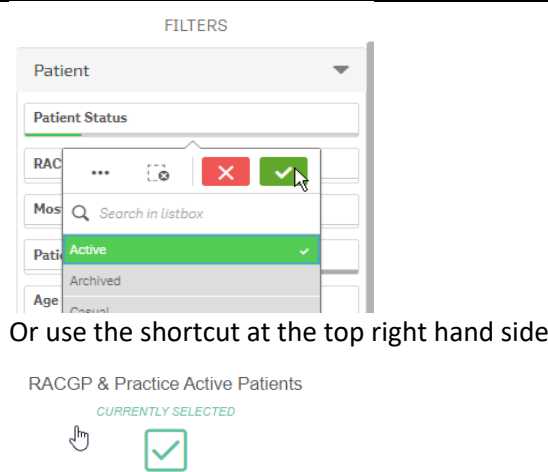 FILTERS
Patient
Patient Status
RAC
Mos
Search in listbox
Patie
Active
Archived
Age
Casual
Or use the shortcut at the top right hand side
RACGP & Practice Active Patients
CURRENTLY SELECTED